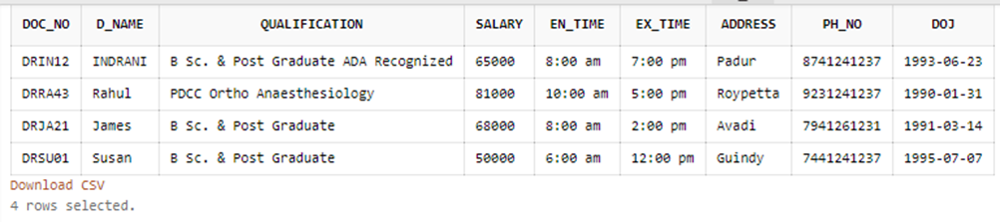 DOC_NO D_NAME QUALIFICATION SALARY EN_TIME EX_TIME ADDRESS PH_NO DOJ
DRIN12 INDRANI B Sc. & Post Graduate ADA Recognized 65000 8:00 am 7:00 pm Padur 8741241237 1993-06-23
DRRA43 Rahul PDCC Ortho Anaesthesiology 81000 10:00 am 5:00 pm Roypetta 9231241237 1990-01-31
DRJA21 James B Sc. & Post Graduate 68000 8:00 am 2:00 pm Avadi 7941261231 1991-03-14
DRSU01 Susan B Sc. & Post Graduate 50000 6:00 am 12:00 pm Guindy 7441241237 1995-07-07
Download CSV
4 rows selected.